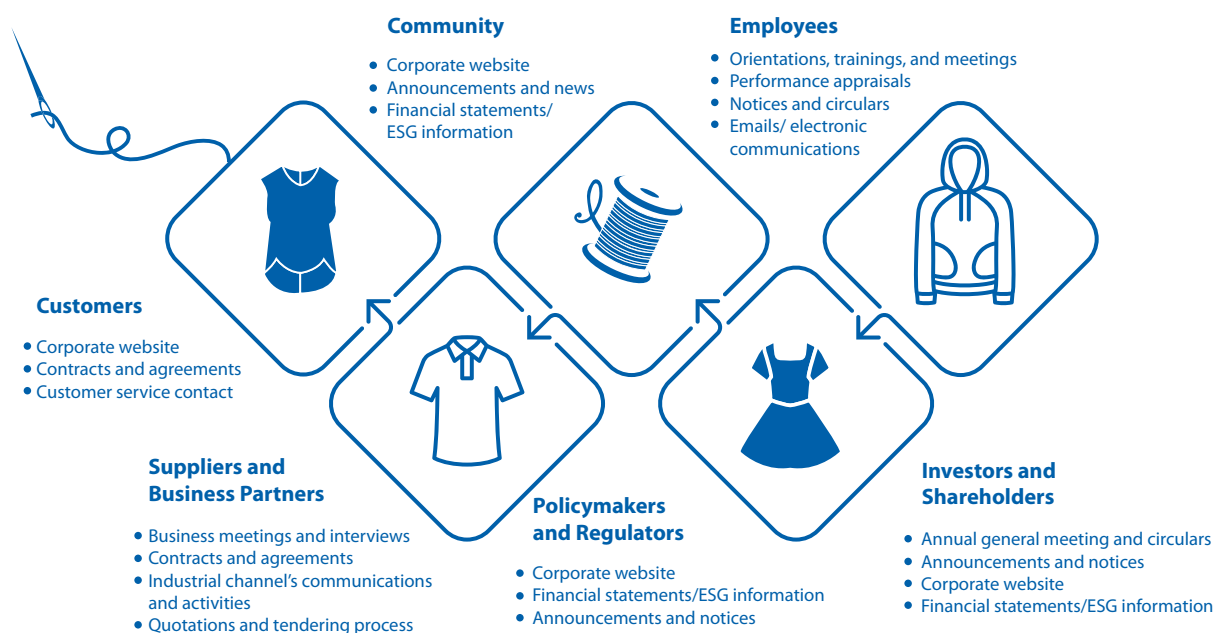 Community
• Corporate website
• Announcements and news
• Financial statements/
ESG information
Employees
• Orientations, trainings, and meetings
• Performance appraisals
• Notices and circulars
• Emails/ electronic
communications
Customers
• Corporate website
• Contracts and agreements
• Customer service contact
Suppliers and
Business Partners
• Business meetings and interviews
• Contracts and agreements
• Industrial channel's communications
and activities
• Quotations and tendering process
Policymakers
and Regulators
• Corporate website
• Financial statements/ESG information
• Announcements and notices
Investors and
Shareholders
• Annual general meeting and circulars
• Announcements and notices
• Corporate website
• Financial statements/ESG information